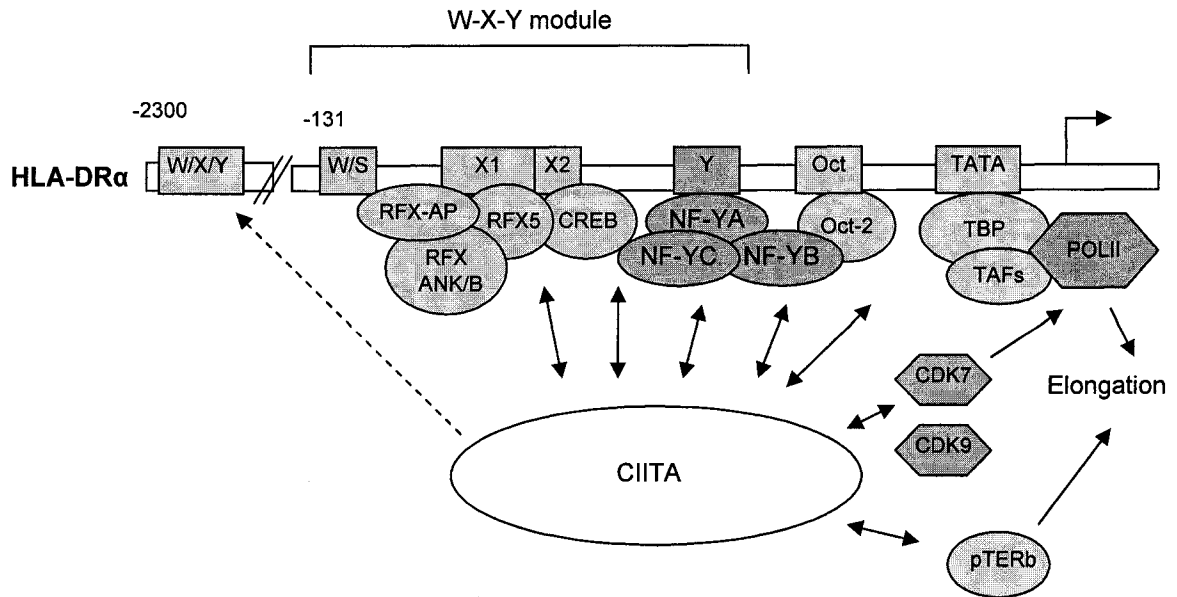 W-X-Y module
-2300
-131
HLA-DRα
W/X/Y
W/S
X1
X2
Y
Oct
TATA
RFX-AP
RFX5
CREB
NF-YA
Oct-2
TBP
POLII
RFX
ANK/B
NF-YC
NF-YB
TAFs
CDK7
Elongation
CDK9
CIITA
pTERb